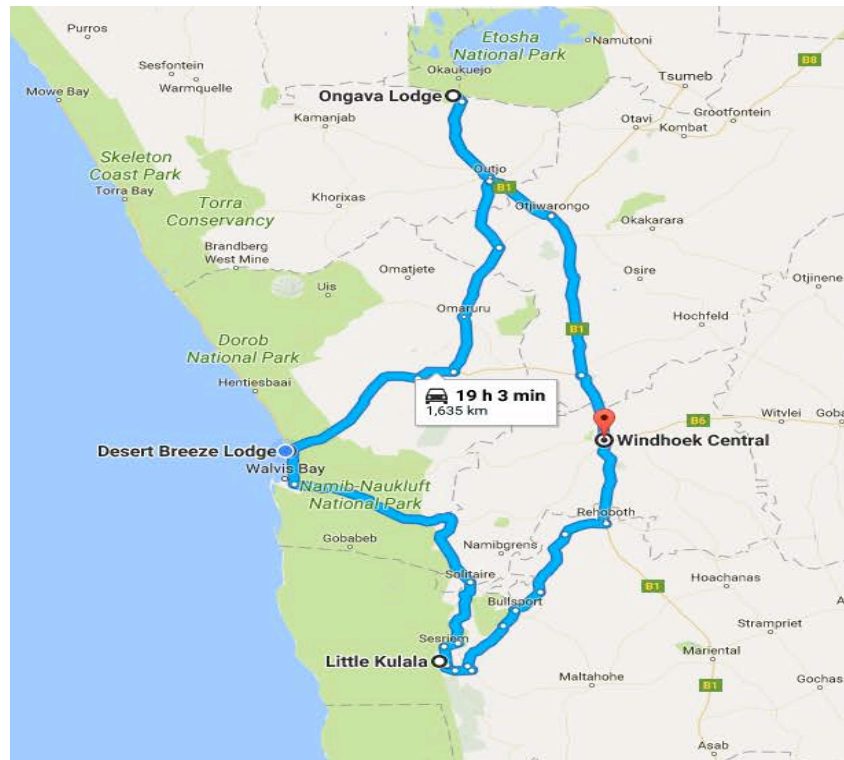 Purros
Etosha
National Park
Namutoni
Sesfontein
Okaukuejo
B8
Warmquelle
Tsumeb
Mowe Bay
Ongava Lodge
Otavi
Grootfontein
Kamanjab
Kombat
Skeleton
Coast Park
Outjo
Torra Bay
B1
Khorixas
Otjiwarongo
Torra
Conservancy
Okakarara
Brandberg
West Mine
Omatjete
Osire
Otjinene
Uis
Omaruru
Hochfeld
B1
Dorob
National Park
Hentiesbaai
19 h 3 min
1,635 km
Witvlei
Goba
B6
Windhoek Central
Desert Breeze Lodge
Walvis Bay
Namib-Naukluft
National Park
Rehoboth
Gobabeb
Namibgrens
Solitaire
Hoachanas
B1
Bullsport
A
Stampriet
Sesriem
Mariental
Little Kulala
Maltahohe
B1
Gochas
Asab